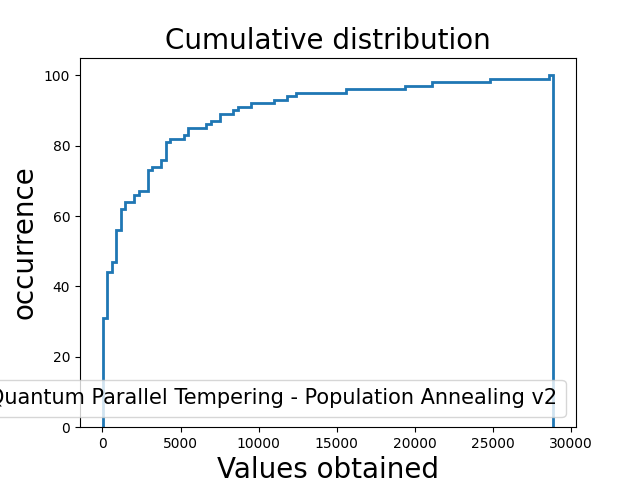 Cumulative distribution
occurrence
100
80
60
40
20
0
Quantum Parallel Tempering - Population Annealing v2
0 5000 10000 15000 20000 25000 30000
Values obtained